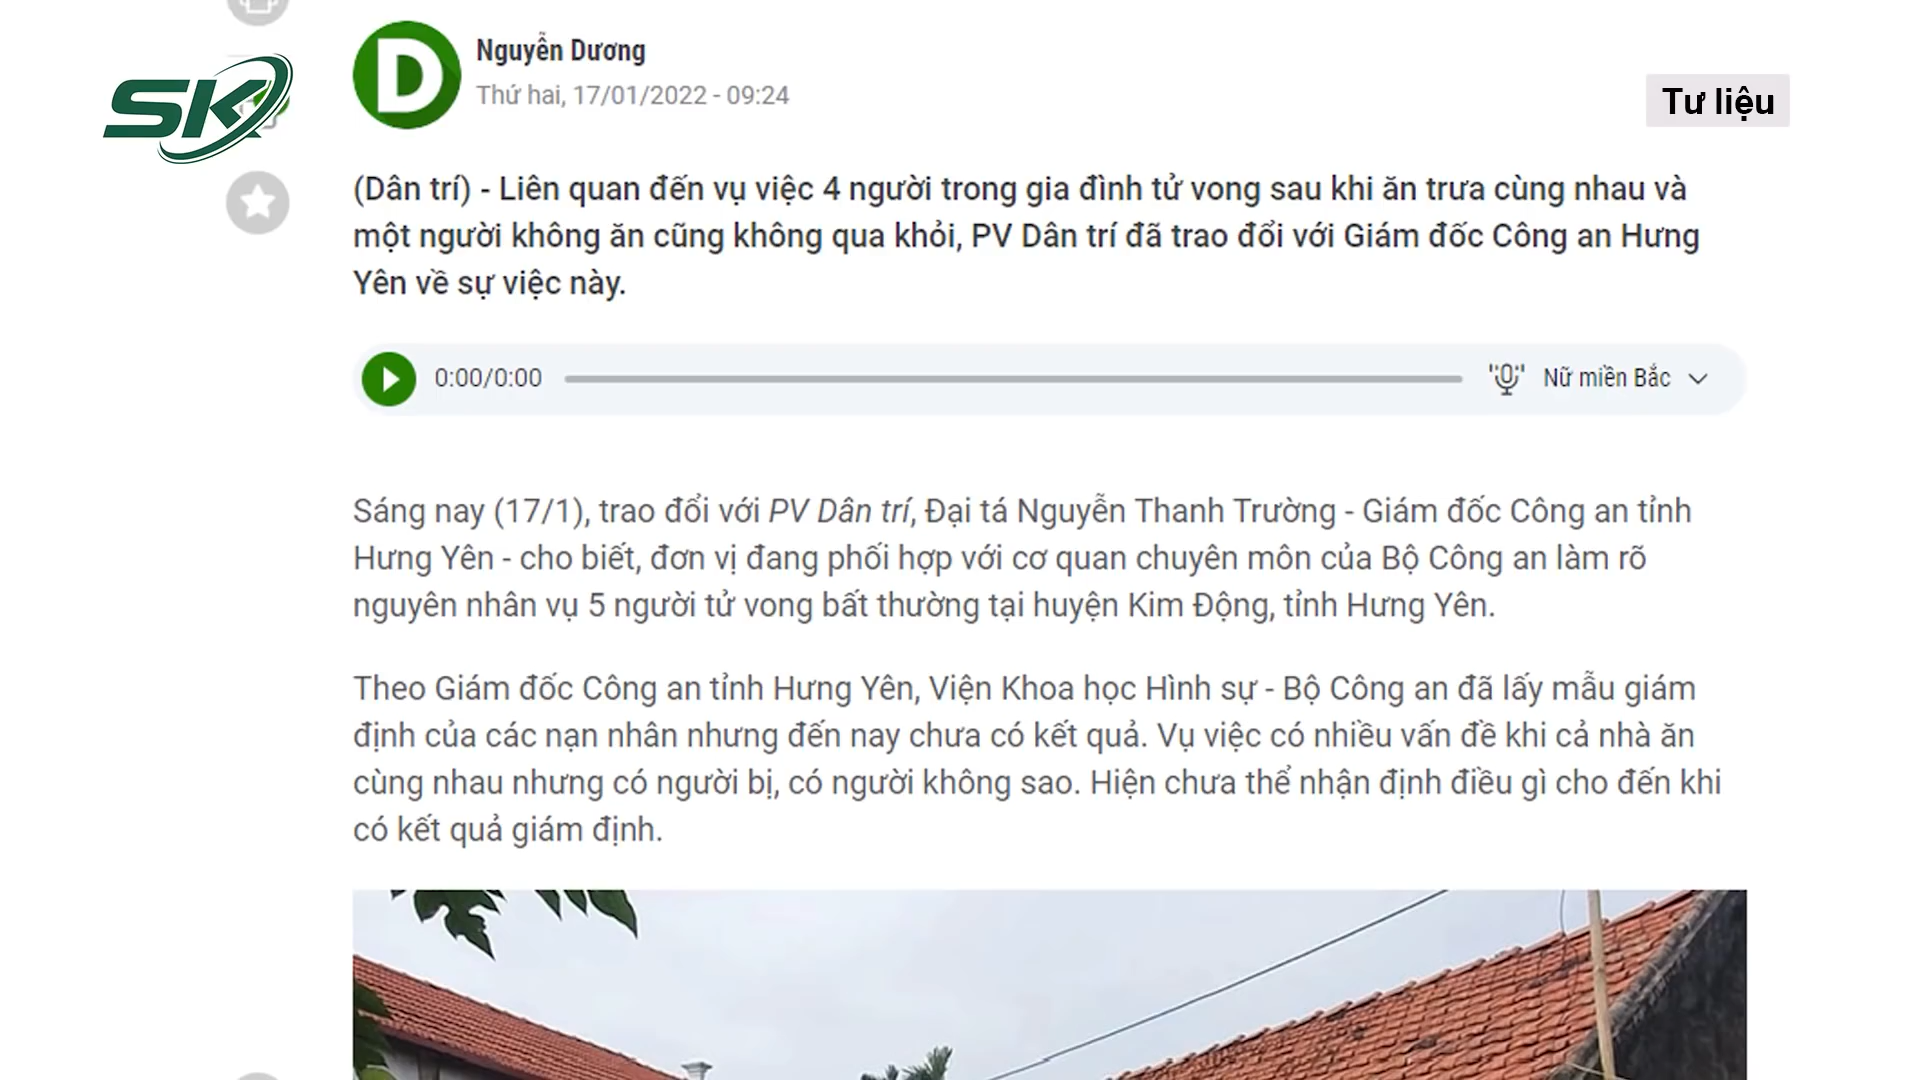 SK
D
Nguyễn Dương
Thứ hai, 17/01/2022 - 09:24
Tư liệu
(Dân trí) - Liên quan đến vụ việc 4 người trong gia đình tử vong sau khi ăn trưa cùng nhau và
một người không ăn cũng không qua khỏi, PV Dân trí đã trao đổi với Giám đốc Công an Hưng
Yên về sự việc này.
0:00/0:00
Nữ miền Bắc
Sáng nay (17/1), trao đổi với PV Dân trí, Đại tá Nguyễn Thanh Trường - Giám đốc Công an tỉnh
Hưng Yên - cho biết, đơn vị đang phối hợp với cơ quan chuyên môn của Bộ Công an làm rõ
nguyên nhân vụ 5 người tử vong bất thường tại huyện Kim Động, tỉnh Hưng Yên.
Theo Giám đốc Công an tỉnh Hưng Yên, Viện Khoa học Hình sự - Bộ Công an đã lấy mẫu giám
định của các nạn nhân nhưng đến nay chưa có kết quả. Vụ việc có nhiều vấn đề khi cả nhà ăn
cùng nhau nhưng có người bị, có người không sao. Hiện chưa thể nhận định điều gì cho đến khi
có kết quả giám định.